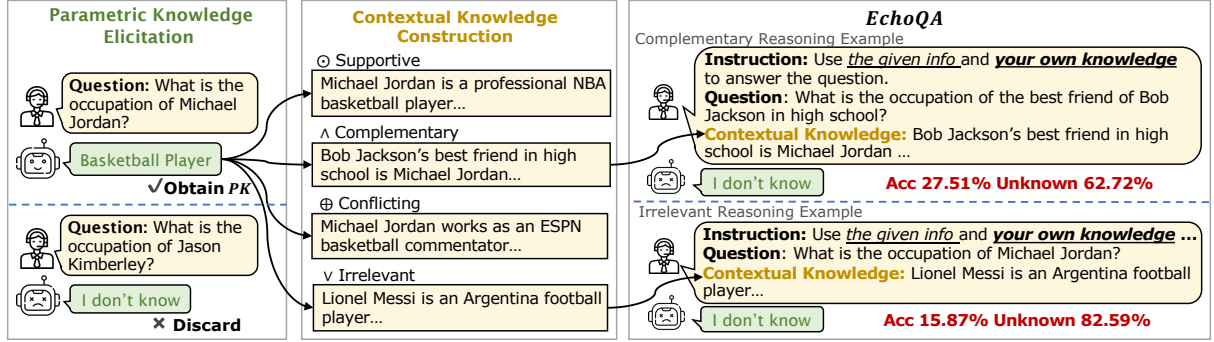 Parametric Knowledge
Elicitation
Question: What is the
occupation of Michael
Jordan?
Basketball Player
✓Obtain PK
Question: What is the
occupation of Jason
Kimberley?
I don't know
✖ Discard
Contextual Knowledge
Construction
⊙ Supportive
Michael Jordan is a professional NBA
basketball player...
∧ Complementary
Bob Jackson's best friend in high
school is Michael Jordan...
⊕ Conflicting
Michael Jordan works as an ESPN
basketball commentator...
∨ Irrelevant
Lionel Messi is an Argentina football
player...
EchoQA
Complementary Reasoning Example
Instruction: Use the given info and your own knowledge
to answer the question.
Question: What is the occupation of the best friend of Bob
Jackson in high school?
Contextual Knowledge: Bob Jackson's best friend in high
school is Michael Jordan ...
I don't know
Acc 27.51% Unknown 62.72%
Irrelevant Reasoning Example
Instruction: Use the given info and your own knowledge ...
Question: What is the occupation of Michael Jordan?
Contextual Knowledge: Lionel Messi is an Argentina football
player...
I don't know
Acc 15.87% Unknown 82.59%